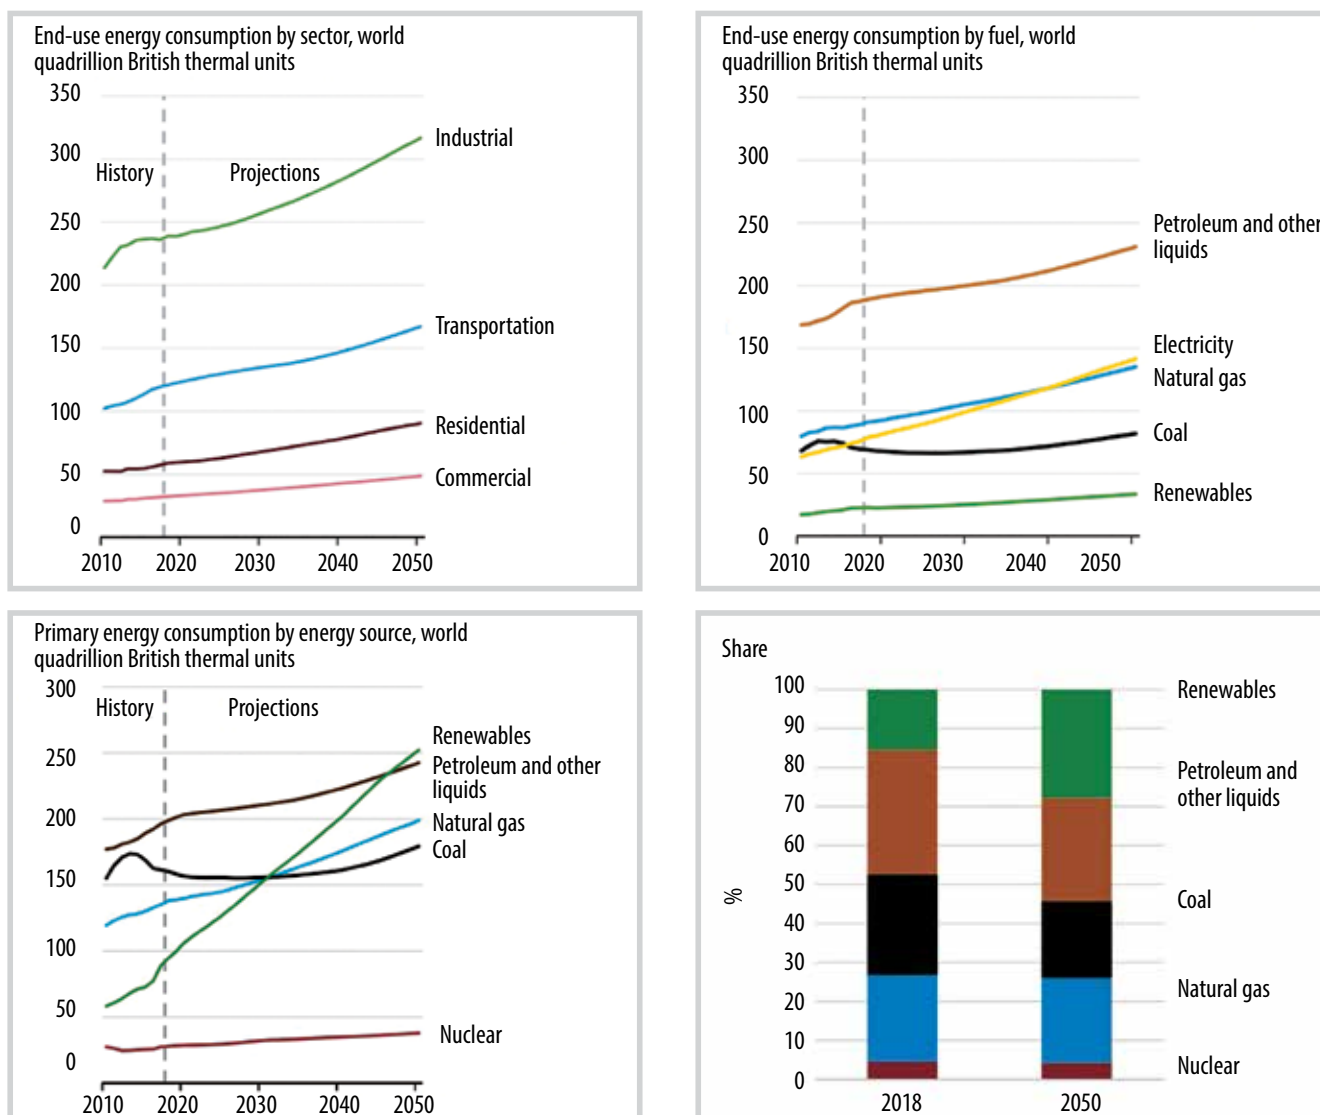 End-use energy consumption by sector, world
quadrillion British thermal units
350
300
250
200
150
100
50
0
History
Projections
Industrial
Transportation
Residential
Commercial
2010 2020 2030 2040 2050
End-use energy consumption by fuel, world
quadrillion British thermal units
350
300
250
200
150
100
50
0
Petroleum and other
liquids
Electricity
Natural gas
Coal
Renewables
2010 2020 2030 2040 2050
Primary energy consumption by energy source, world
quadrillion British thermal units
300
250
200
150
100
50
0
History
Projections
Renewables
Petroleum and other
liquids
Natural gas
Coal
Nuclear
2010 2020 2030 2040 2050
Share
%
100
90
80
70
60
50
40
30
20
10
0
Renewables
Petroleum and
other liquids
Coal
Natural gas
Nuclear
2018 2050